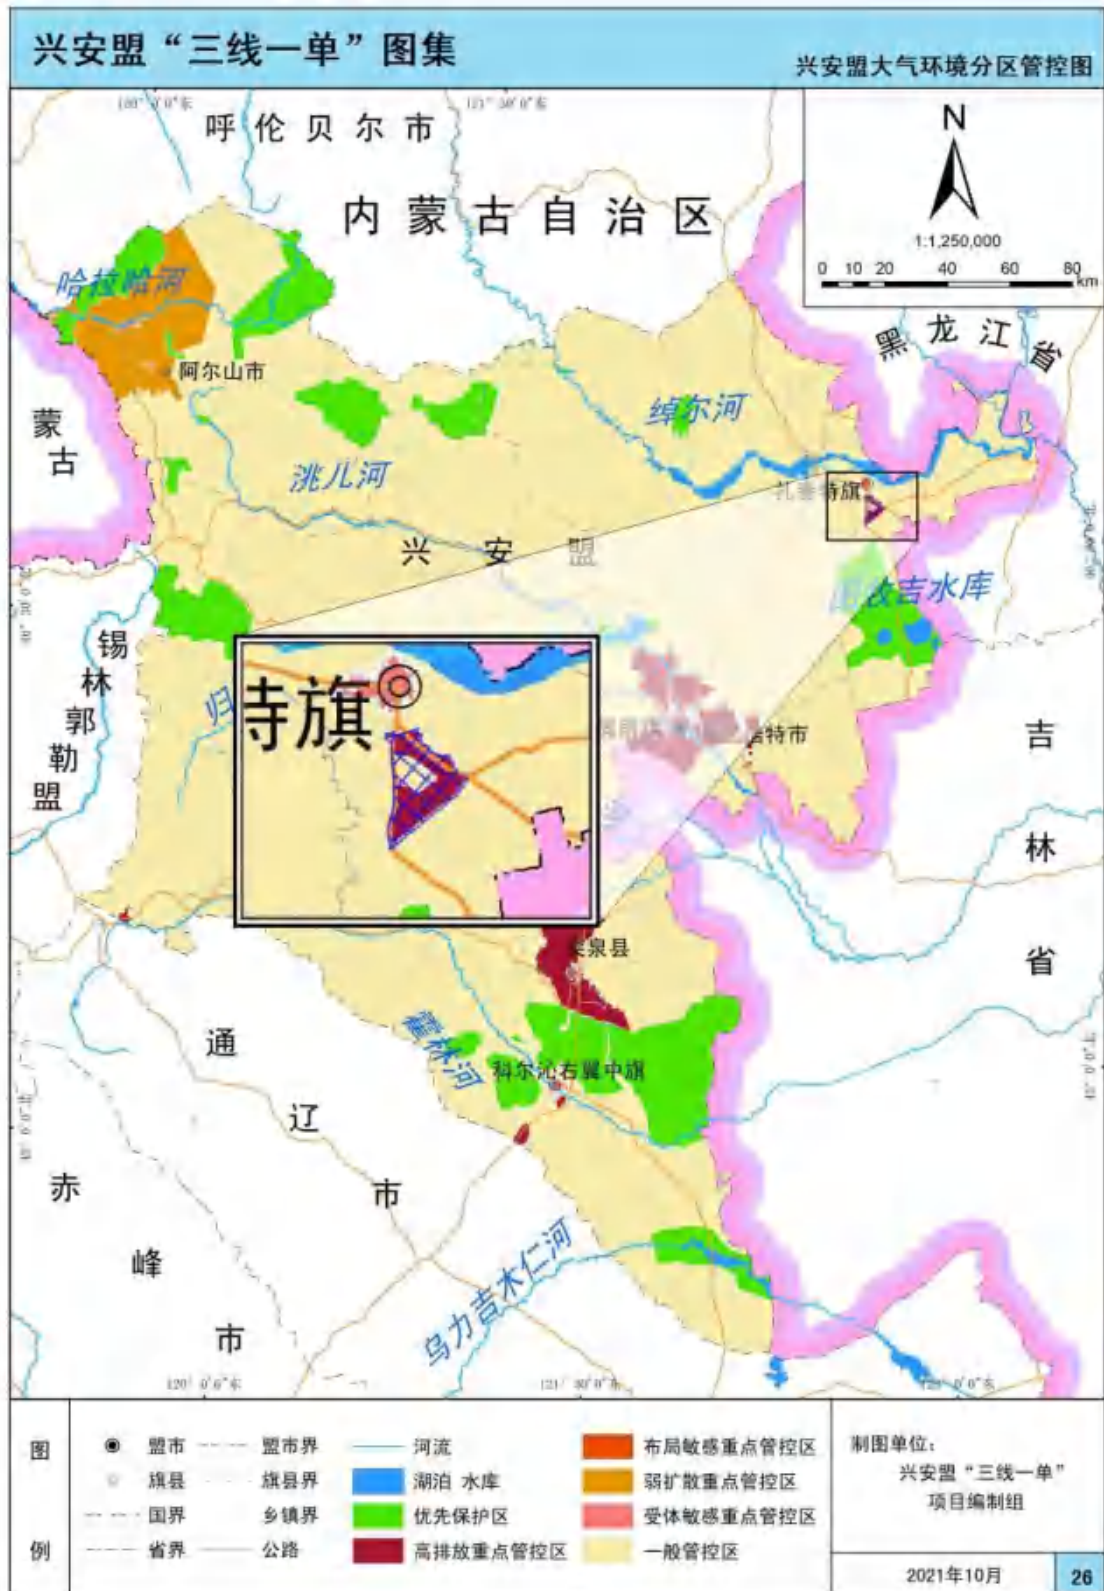 兴安盟“三线一单”图集
兴安盟大气环境分区管控图
呼伦贝尔市
内蒙古自治区
N
1:1,250,000
0 10 20 40 60 80
km
黑龙江省
哈拉哈河
阿尔山市
蒙古
绰尔河
洮儿河
特旗
兴安盟
吉水库
锡林郭勒盟
归
特旗
特市
吉林省
泉县
霍林河
科尔沁右翼中旗
通辽市
赤峰市
乌力吉木仁河
图例
盟市
盟市界
河流
布局敏感重点管控区
旗县
旗县界
湖泊 水库
弱扩散重点管控区
国界
乡镇界
优先保护区
受体敏感重点管控区
省界
公路
高排放重点管控区
一般管控区
制图单位：
兴安盟“三线一单”
项目编制组
2021年10月
26